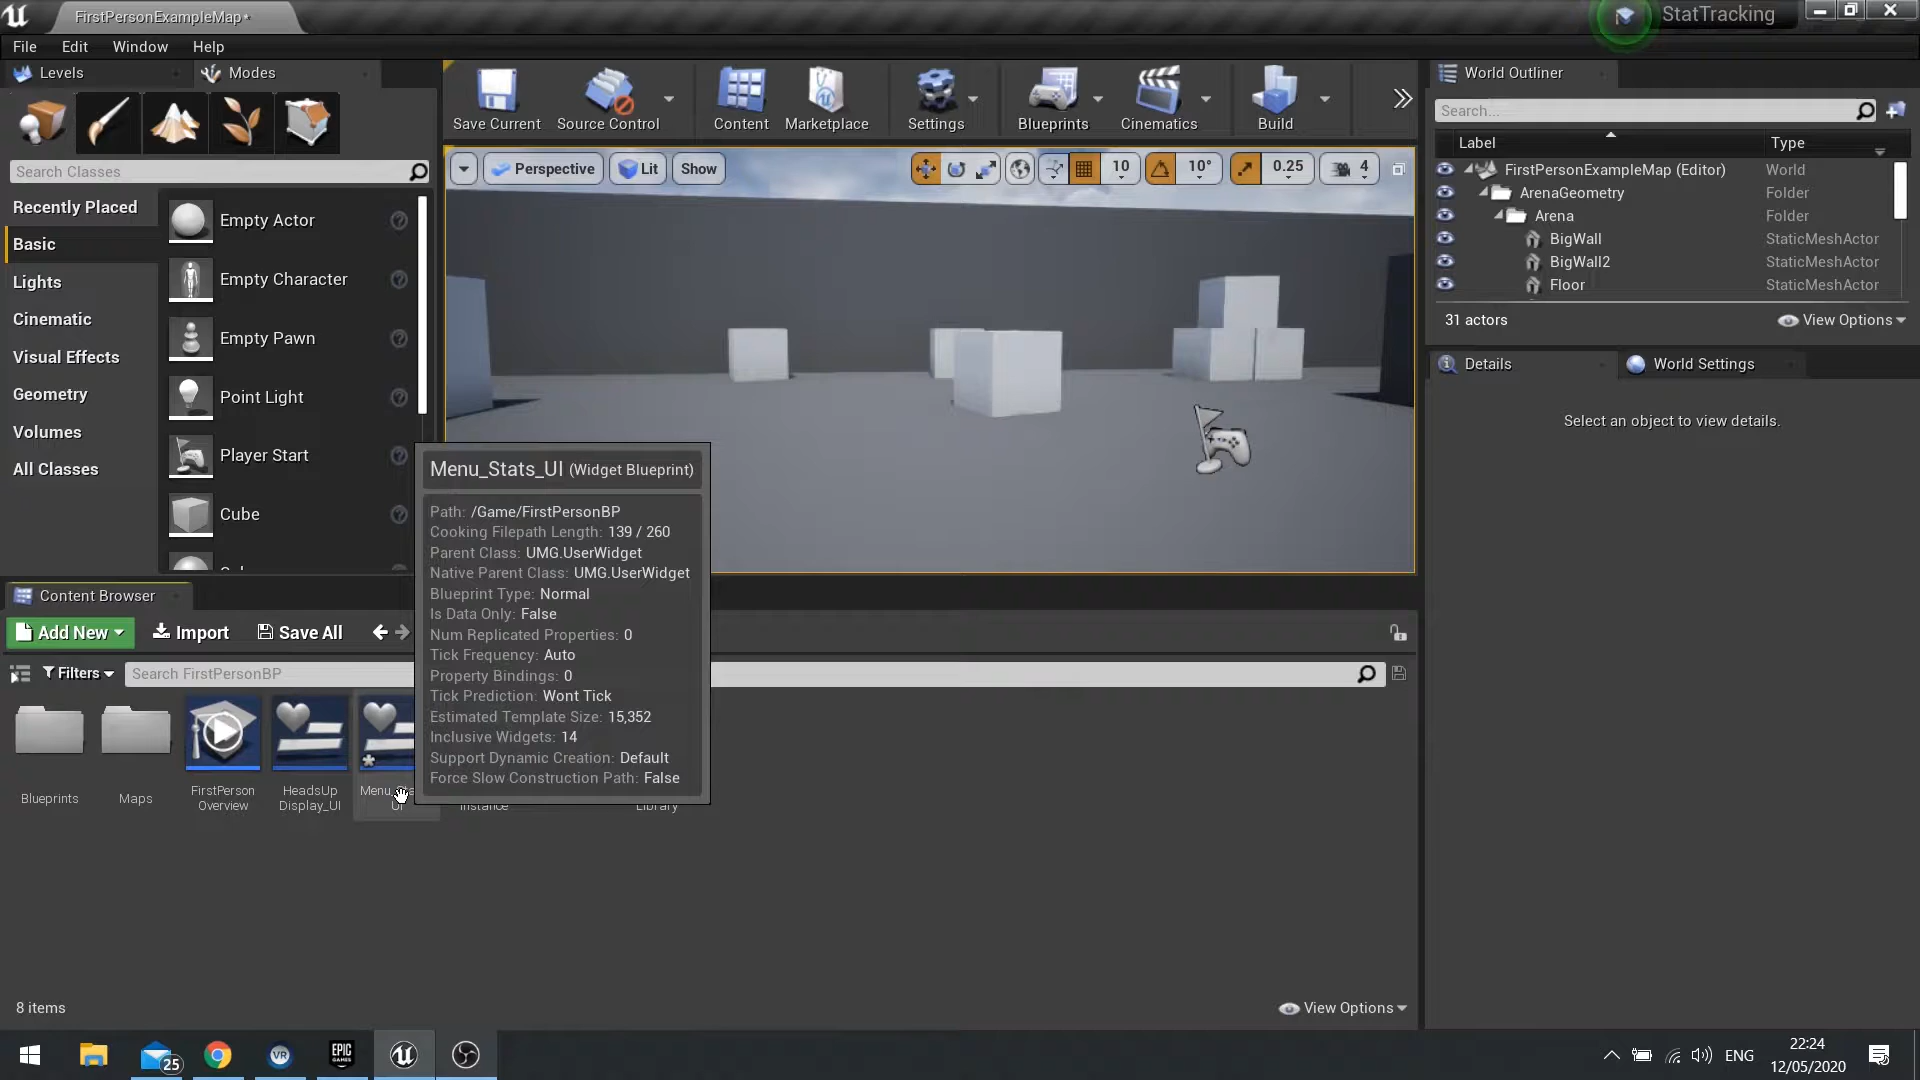 FirstPersonExampleMap*
StatTracking
File Edit Window Help
Levels
Modes
Search Classes
Recently Placed
Basic
Lights
Cinematic
Visual Effects
Geometry
Volumes
All Classes
Empty Actor
Empty Character
Empty Pawn
Point Light
Player Start
Cube
Save Current
Source Control
Content
Marketplace
Settings
Blueprints
Cinematics
Build
Perspective
Lit
Show
10
10°
0.25
4
World Outliner
Search...
Label Type
FirstPersonExampleMap (Editor) World
ArenaGeometry Folder
Arena Folder
BigWall StaticMeshActor
BigWall2 StaticMeshActor
Floor StaticMeshActor
31 actors
View Options
Details
World Settings
Select an object to view details.
Menu_Stats_UI (Widget Blueprint)
Path: /Game/FirstPersonBP
Cooking Filepath Length: 139 / 260
Parent Class: UMG.UserWidget
Native Parent Class: UMG.UserWidget
Blueprint Type: Normal
Is Data Only: False
Num Replicated Properties: 0
Tick Frequency: Auto
Property Bindings: 0
Tick Prediction: Wont Tick
Estimated Template Size: 15,352
Inclusive Widgets: 14
Support Dynamic Creation: Default
Force Slow Construction Path: False
Content Browser
Add New
Import
Save All
Filters
Search FirstPersonBP
Blueprints
Maps
FirstPerson
Overview
HeadsUp
Display_UI
Instance
Library
8 items
View Options
25
VR
EPIC
GAMES
ENG
22:24
12/05/2020